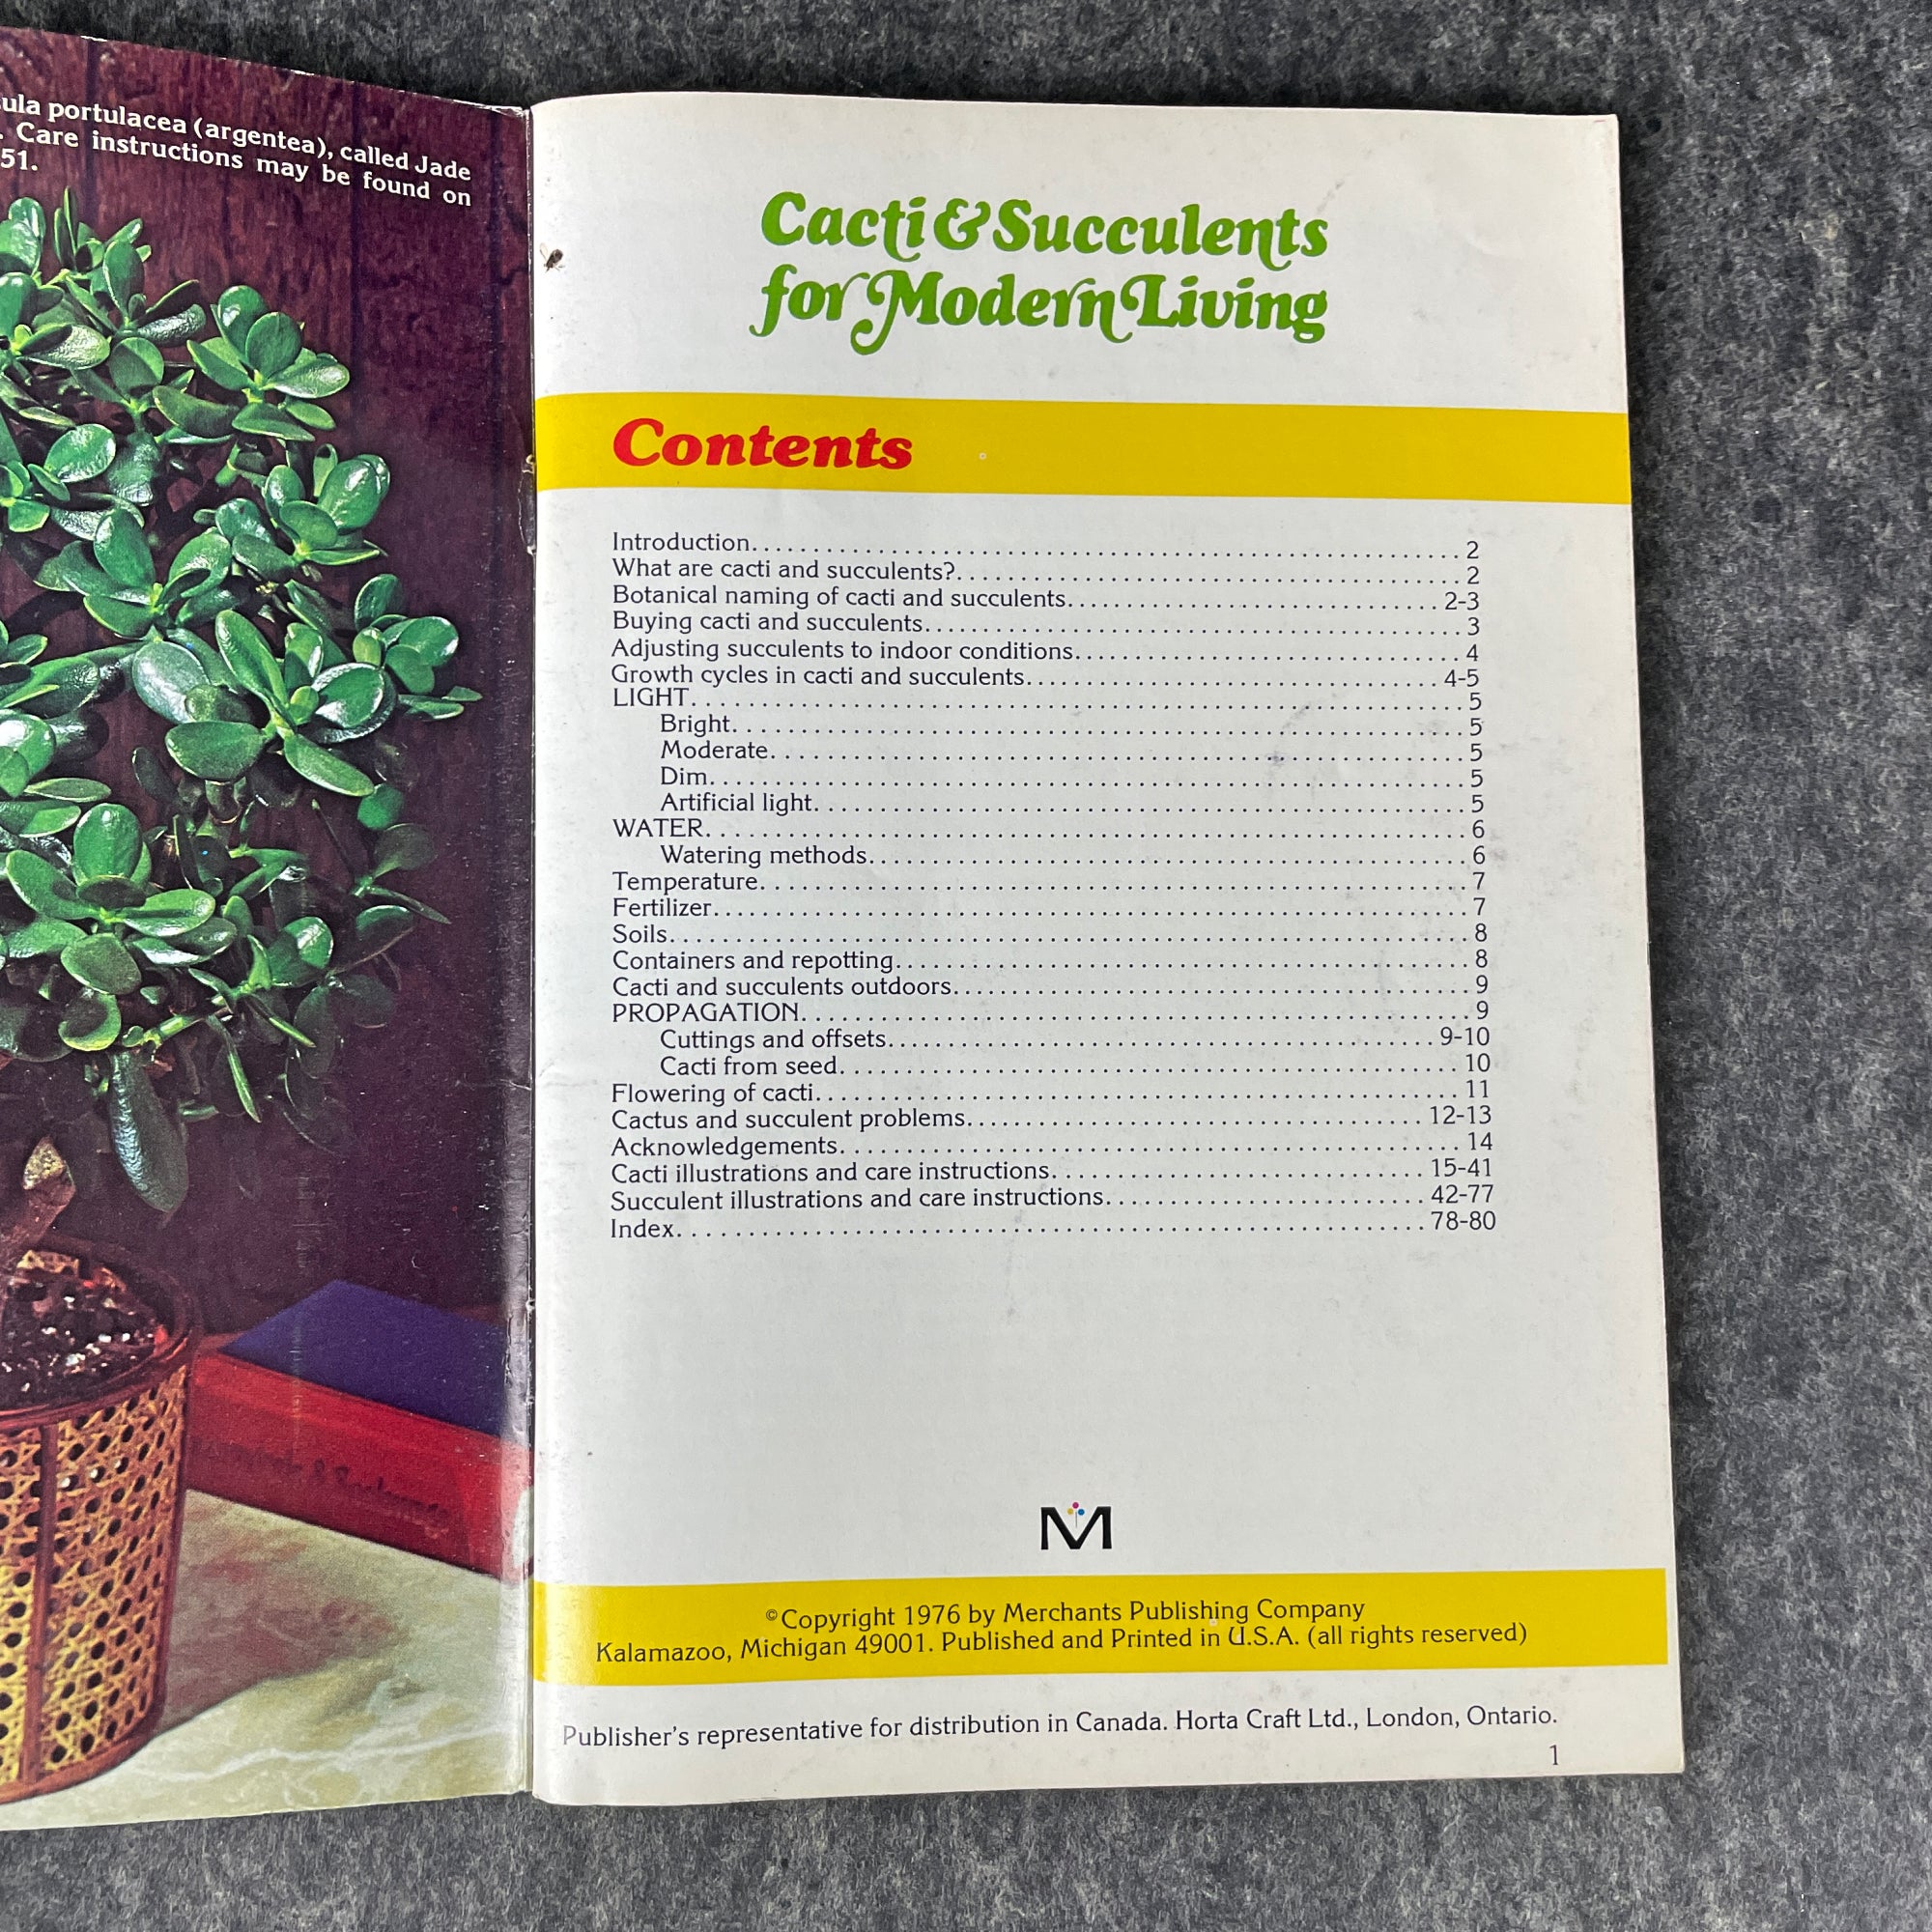 ula portulacea (argentea), called Jade
. Care instructions may be found on
51.
Cacti & Succulents
for Modern Living
Contents
Introduction. . . . . . . . . . 2
What are cacti and succulents?. . . . . . . . . . 2
Botanical naming of cacti and succulents. . . . . . . . . . 2-3
Buying cacti and succulents. . . . . . . . . . 3
Adjusting succulents to indoor conditions. . . . . . . . . . 4
Growth cycles in cacti and succulents. . . . . . . . . . 4-5
LIGHT. . . . . . . . . . 5
Bright. . . . . . . . . . 5
Moderate. . . . . . . . . . 5
Dim. . . . . . . . . . 5
Artificial light. . . . . . . . . . 5
WATER. . . . . . . . . . 6
Watering methods. . . . . . . . . . 6
Temperature. . . . . . . . . . 7
Fertilizer. . . . . . . . . . 7
Soils. . . . . . . . . . 8
Containers and repotting. . . . . . . . . . 8
Cacti and succulents outdoors. . . . . . . . . . 9
PROPAGATION. . . . . . . . . . 9
Cuttings and offsets. . . . . . . . . . 9-10
Cacti from seed. . . . . . . . . . 10
Flowering of cacti. . . . . . . . . . 11
Cactus and succulent problems. . . . . . . . . . 12-13
Acknowledgements. . . . . . . . . . 14
Cacti illustrations and care instructions. . . . . . . . . . 15-41
Succulent illustrations and care instructions. . . . . . . . . . 42-77
Index. . . . . . . . . . 78-80
M
©Copyright 1976 by Merchants Publishing Company
Kalamazoo, Michigan 49001. Published and Printed in U.S.A. (all rights reserved)
Publisher's representative for distribution in Canada. Horta Craft Ltd., London, Ontario.
1